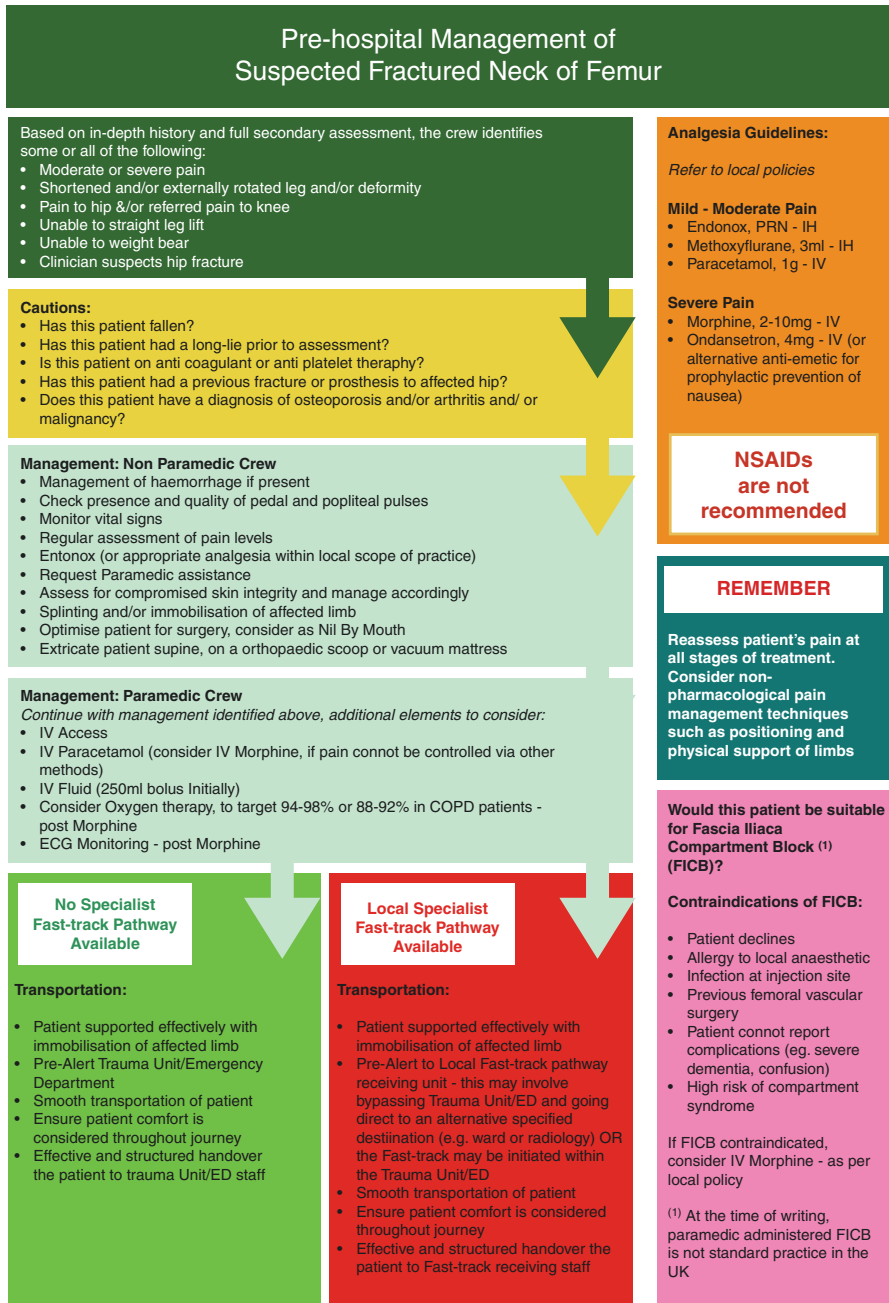 Pre-hospital Management of
Suspected Fractured Neck of Femur
Based on in-depth history and full secondary assessment, the crew identifies
some or all of the following:
• Moderate or severe pain
• Shortened and/or externally rotated leg and/or deformity
• Pain to hip &/or referred pain to knee
• Unable to straight leg lift
• Unable to weight bear
• Clinician suspects hip fracture
Cautions:
• Has this patient fallen?
• Has this patient had a long-lie prior to assessment?
• Is this patient on anti coagulant or anti platelet theraphy?
• Has this patient had a previous fracture or prosthesis to affected hip?
• Does this patient have a diagnosis of osteoporosis and/or arthritis and/ or
malignancy?
Management: Non Paramedic Crew
• Management of haemorrhage if present
• Check presence and quality of pedal and popliteal pulses
• Monitor vital signs
• Regular assessment of pain levels
• Entonox (or appropriate analgesia within local scope of practice)
• Request Paramedic assistance
• Assess for compromised skin integrity and manage accordingly
• Splinting and/or immobilisation of affected limb
• Optimise patient for surgery, consider as Nil By Mouth
• Extricate patient supine, on a orthopaedic scoop or vacuum mattress
Management: Paramedic Crew
Continue with management identified above, additional elements to consider:
• IV Access
• IV Paracetamol (consider IV Morphine, if pain connot be controlled via other
methods)
• IV Fluid (250ml bolus Initially)
• Consider Oxygen therapy, to target 94-98% or 88-92% in COPD patients -
post Morphine
• ECG Monitoring - post Morphine
No Specialist
Fast-track Pathway
Available
Transportation:
• Patient supported effectively with
immobilisation of affected limb
• Pre-Alert Trauma Unit/Emergency
Department
• Smooth transportation of patient
• Ensure patient comfort is
considered throughout journey
• Effective and structured handover
the patient to trauma Unit/ED staff
Local Specialist
Fast-track Pathway
Available
Transportation:
• Patient supported effectively with
immobilisation of affected limb
• Pre-Alert to Local Fast-track pathway
receiving unit - this may involve
bypassing Trauma Unit/ED and going
direct to an alternative specified
destiination (e.g. ward or radiology) OR
the Fast-track may be initiated within
the Trauma Unit/ED
• Smooth transportation of patient
• Ensure patient comfort is considered
throughout journey
• Effective and structured handover the
patient to Fast-track receiving staff
Analgesia Guidelines:
Refer to local policies
Mild - Moderate Pain
• Endonox, PRN - IH
• Methoxyflurane, 3ml - IH
• Paracetamol, 1g - IV
Severe Pain
• Morphine, 2-10mg - IV
• Ondansetron, 4mg - IV (or
alternative anti-emetic for
prophylactic prevention of
nausea)
NSAIDs
are not
recommended
REMEMBER
Reassess patient's pain at
all stages of treatment.
Consider non-
pharmacological pain
management techniques
such as positioning and
physical support of limbs
Would this patient be suitable
for Fascia Iliaca
Compartment Block (1)
(FICB)?
Contraindications of FICB:
• Patient declines
• Allergy to local anaesthetic
• Infection at injection site
• Previous femoral vascular
surgery
• Patient connot report
complications (eg. severe
dementia, confusion)
• High risk of compartment
syndrome
If FICB contraindicated,
consider IV Morphine - as per
local policy
(1) At the time of writing,
paramedic administered FICB
is not standard practice in the
UK